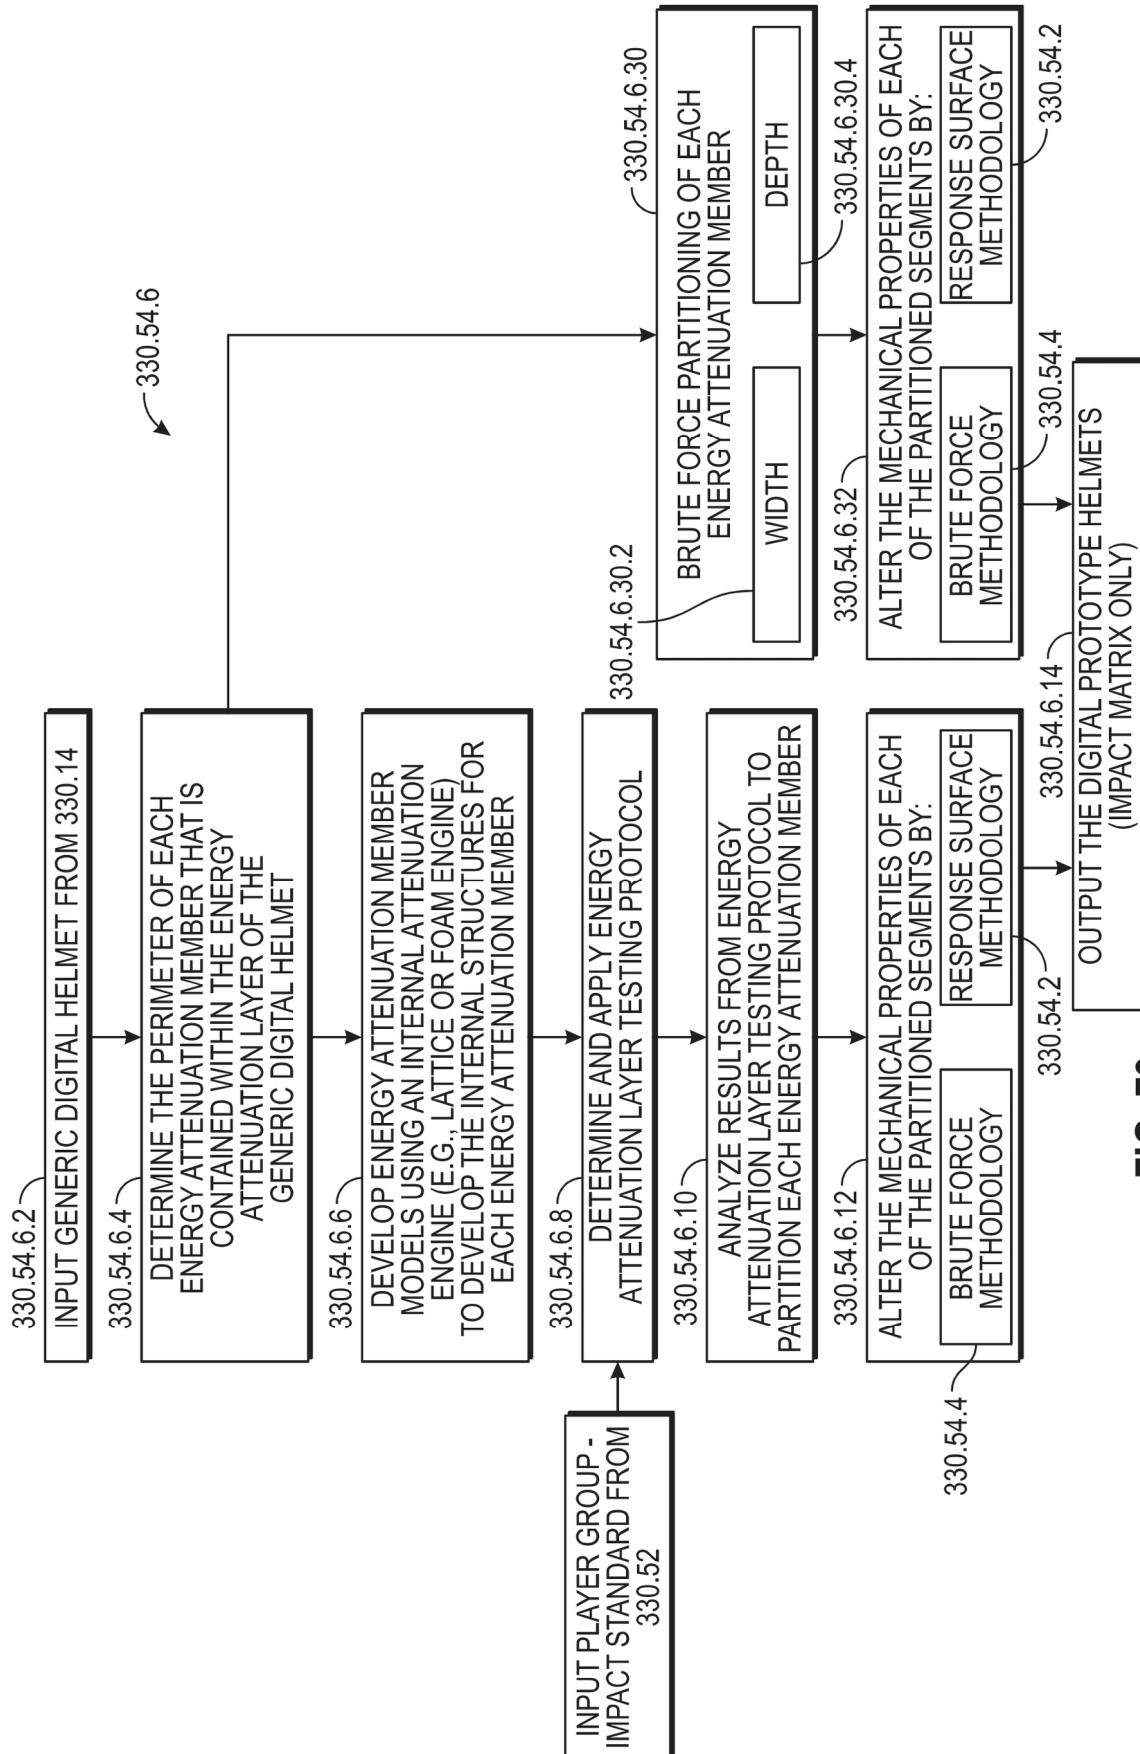 330.54.6
330.54.6.2
INPUT GENERIC DIGITAL HELMET FROM 330.14
330.54.6.4
DETERMINE THE PERIMETER OF EACH
ENERGY ATTENUATION MEMBER THAT IS
CONTAINED WITHIN THE ENERGY
ATTENUATION LAYER OF THE
GENERIC DIGITAL HELMET
330.54.6.6
DEVELOP ENERGY ATTENUATION MEMBER
MODELS USING AN INTERNAL ATTENUATION
ENGINE (E.G., LATTICE OR FOAM ENGINE)
TO DEVELOP THE INTERNAL STRUCTURES FOR
EACH ENERGY ATTENUATION MEMBER
INPUT PLAYER GROUP -
IMPACT STANDARD FROM
330.52
330.54.6.8
DETERMINE AND APPLY ENERGY
ATTENUATION LAYER TESTING PROTOCOL
330.54.6.10
ANALYZE RESULTS FROM ENERGY
ATTENUATION LAYER TESTING PROTOCOL TO
PARTITION EACH ENERGY ATTENUATION MEMBER
330.54.6.12
ALTER THE MECHANICAL PROPERTIES OF EACH
OF THE PARTITIONED SEGMENTS BY:
BRUTE FORCE
METHODOLOGY
RESPONSE SURFACE
METHODOLOGY
330.54.4
330.54.2
330.54.6.30
BRUTE FORCE PARTITIONING OF EACH
ENERGY ATTENUATION MEMBER
330.54.6.30.2
WIDTH
DEPTH
330.54.6.30.4
330.54.6.32
ALTER THE MECHANICAL PROPERTIES OF EACH
OF THE PARTITIONED SEGMENTS BY:
BRUTE FORCE
METHODOLOGY
RESPONSE SURFACE
METHODOLOGY
330.54.4
330.54.2
330.54.6.14
OUTPUT THE DIGITAL PROTOTYPE HELMETS
(IMPACT MATRIX ONLY)
FIG.